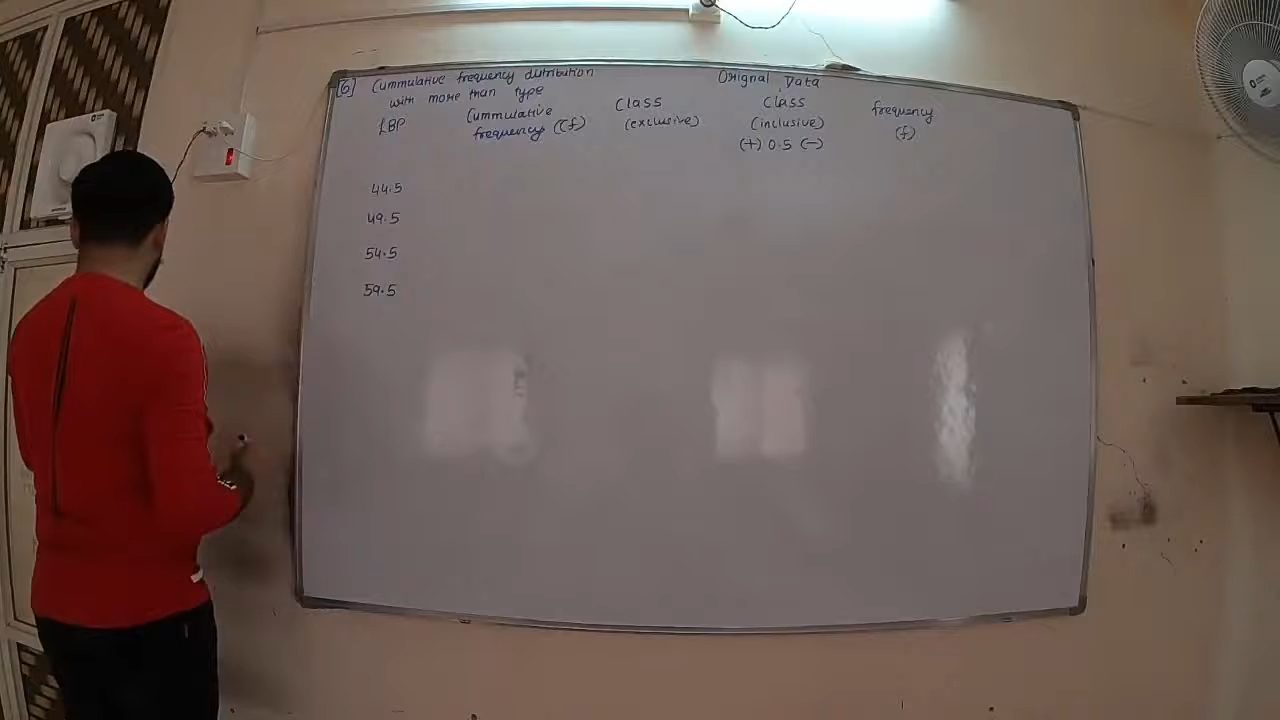 6) Cummulative frequency dutribution
with more than type
Orignal Data
LBP
Cummulative
frequency (Cf)
Class
(exclusive)
Class
(inclusive)
(+) 0.5 (-)
frequency
(f)
44.5
49.5
54.5
59.5